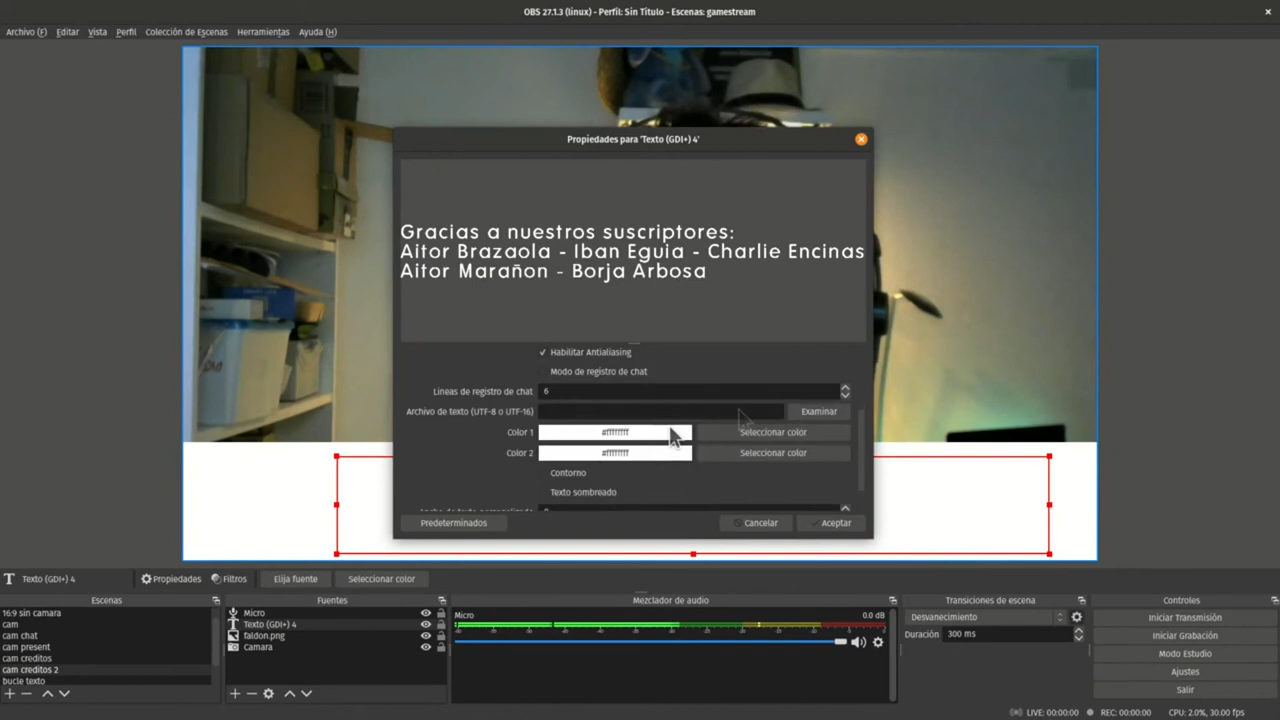 OBS 27.1.3 (linux) - Perfil: Sin Título - Escenas: gamestream
Archivo (F) Editar Vista Perfil Colección de Escenas Herramientas Ayuda (H)
Propiedades para 'Texto (GDI+) 4'
Gracias a nuestros suscriptores:
Aitor Brazaola - Iban Eguia - Charlie Encinas
Aitor Marañon - Borja Arbosa
Habilitar Antialiasing
Modo de registro de chat
Líneas de registro de chat 6
Archivo de texto (UTF-8 o UTF-16) Examinar
Color 1 #ffffffff Seleccionar color
Color 2 #ffffffff Seleccionar color
Contorno
Texto sombreado
Predeterminados Cancelar Aceptar
Texto (GDI+) 4 Propiedades Filtros Elija fuente Seleccionar color
Escenas
16:9 sin camara
cam
cam chat
cam present
cam creditos
cam creditos 2
bucle texto
Fuentes
Micro
Texto (GDI+) 4
faldon.png
Camara
Mezclador de audio
Micro 0.0 dB
Transiciones de escena
Desvanecimiento
Duración 300 ms
Controles
Iniciar Transmisión
Iniciar Grabación
Modo Estudio
Ajustes
Salir
LIVE: 00:00:00 REC: 00:00:00 CPU: 2.0%, 30.00 fps